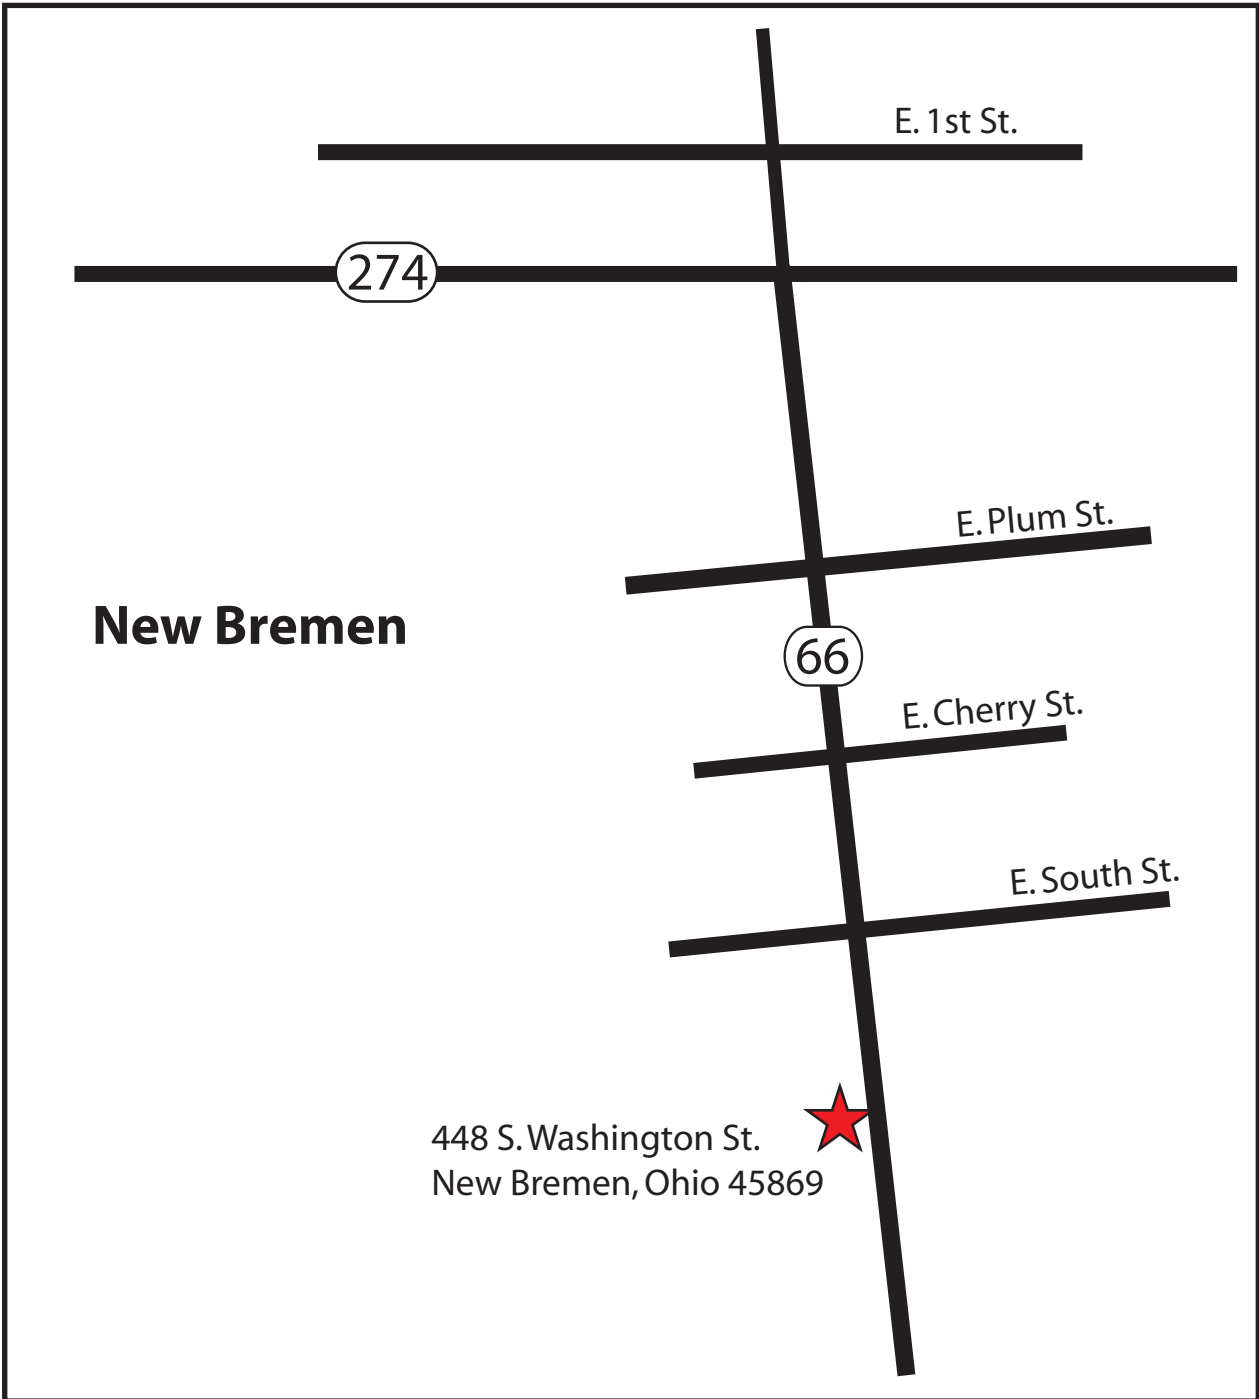 E. 1st St.
274
E. Plum St.
New Bremen
66
E. Cherry St.
E. South St.
448 S. Washington St.
New Bremen, Ohio 45869